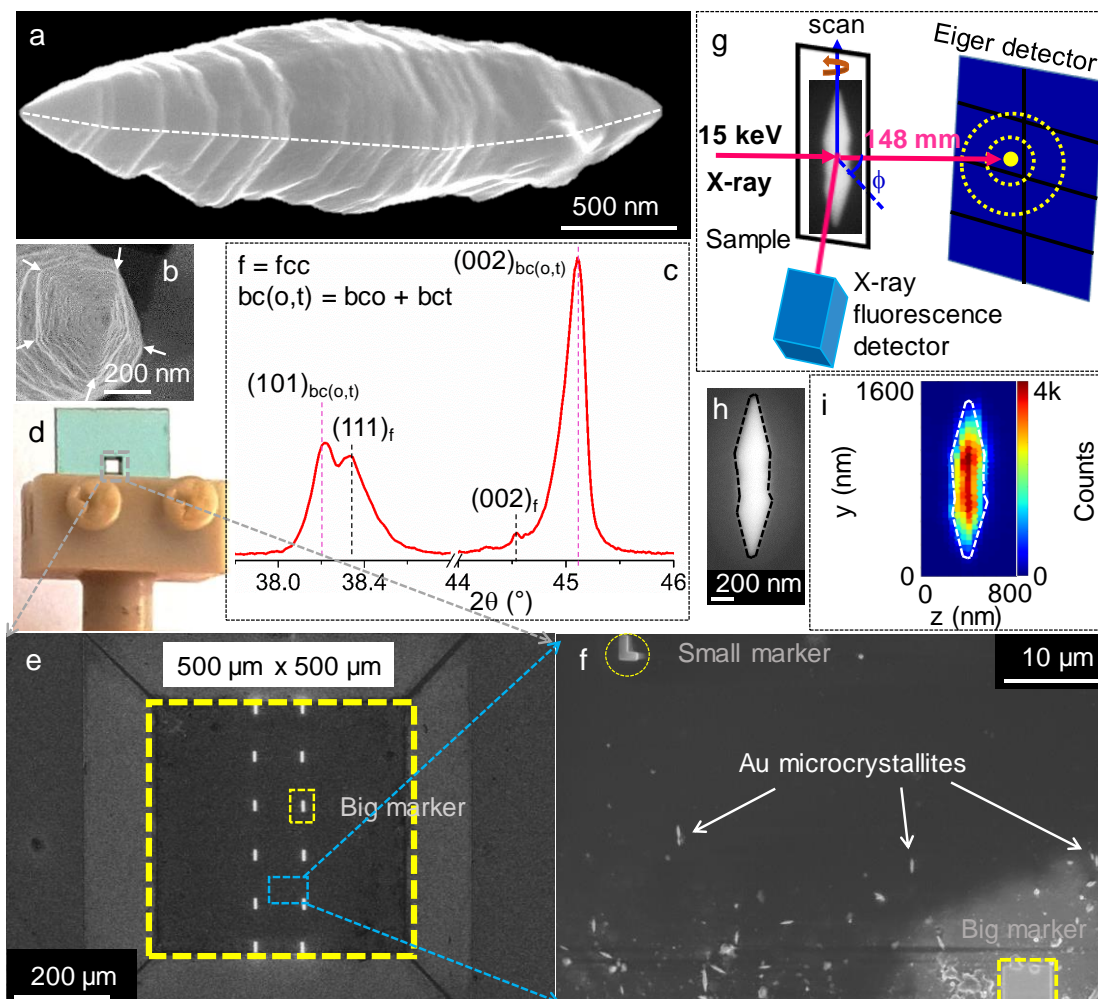 a
500 nm
b
200 nm
f = fcc
bc(o,t) = bco + bct
c
(002)bc(o,t)
(101)bc(o,t)
(111)f
(002)f
38.0
38.4
44
45
46
2θ (°)
d
g
scan
Eiger detector
15 keV
148 mm
X-ray
ϕ
Sample
X-ray
fluorescence
detector
h
200 nm
i
1600
y (nm)
0
0
800
z (nm)
4k
Counts
0
e
500 µm x 500 µm
Big marker
200 µm
f
Small marker
10 µm
Au microcrystallites
Big marker